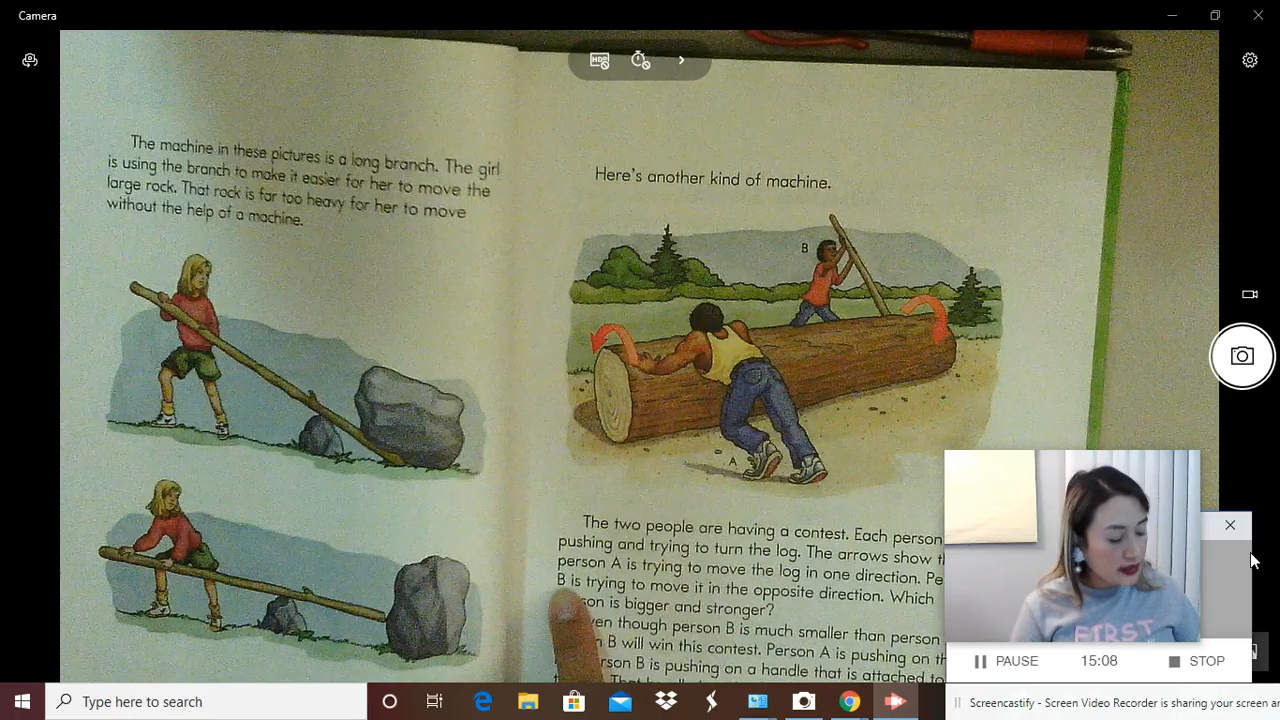 Camera
The machine in these pictures is a long branch. The girl
is using the branch to make it easier for her to move the
large rock. That rock is far too heavy for her to move
without the help of a machine.
Here's another kind of machine.
B
A
The two people are having a contest. Each person
pushing and trying to turn the log. The arrows show
person A is trying to move the log in one direction.
B is trying to move it in the opposite direction. Which
is bigger and stronger?
though person B is much smaller than person
B will win this contest. Person A is pushing on
B is pushing on a handle that is attached to
FIRST
PAUSE
15:08
STOP
Type here to search
Screencastify - Screen Video Recorder is sharing your screen